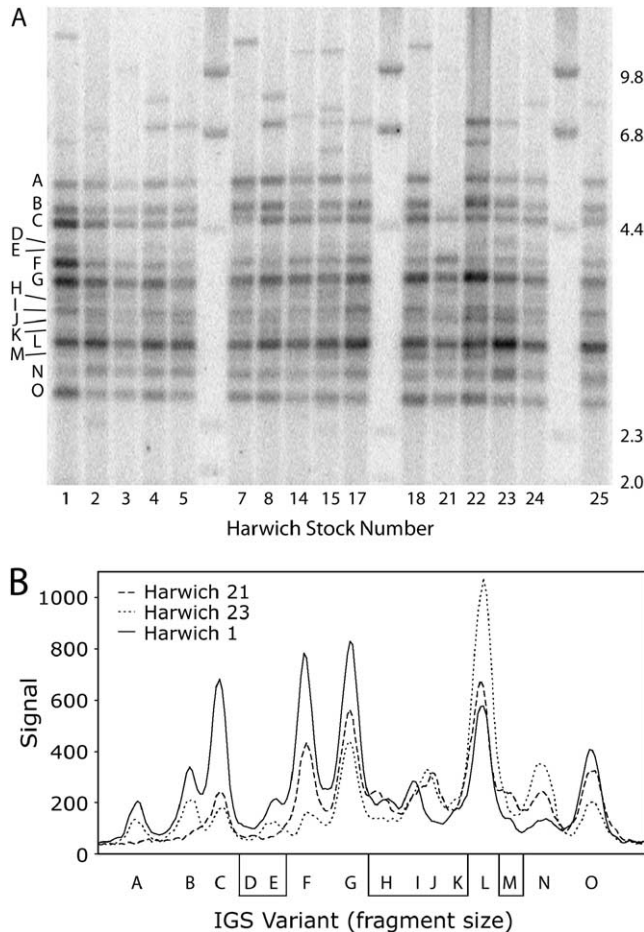 A
9.8
6.8
A
B
C
D
4.4
E
F
G
H
I
J
K
L
M
N
O
2.3
2.0
1 2 3 4 5 7 8 14 15 17 18 21 22 23 24 25
Harwich Stock Number
B
1000
800
600
400
200
0
Signal
Harwich 21
Harwich 23
Harwich 1
A B C D E F G H I J K L M N O
IGS Variant (fragment size)